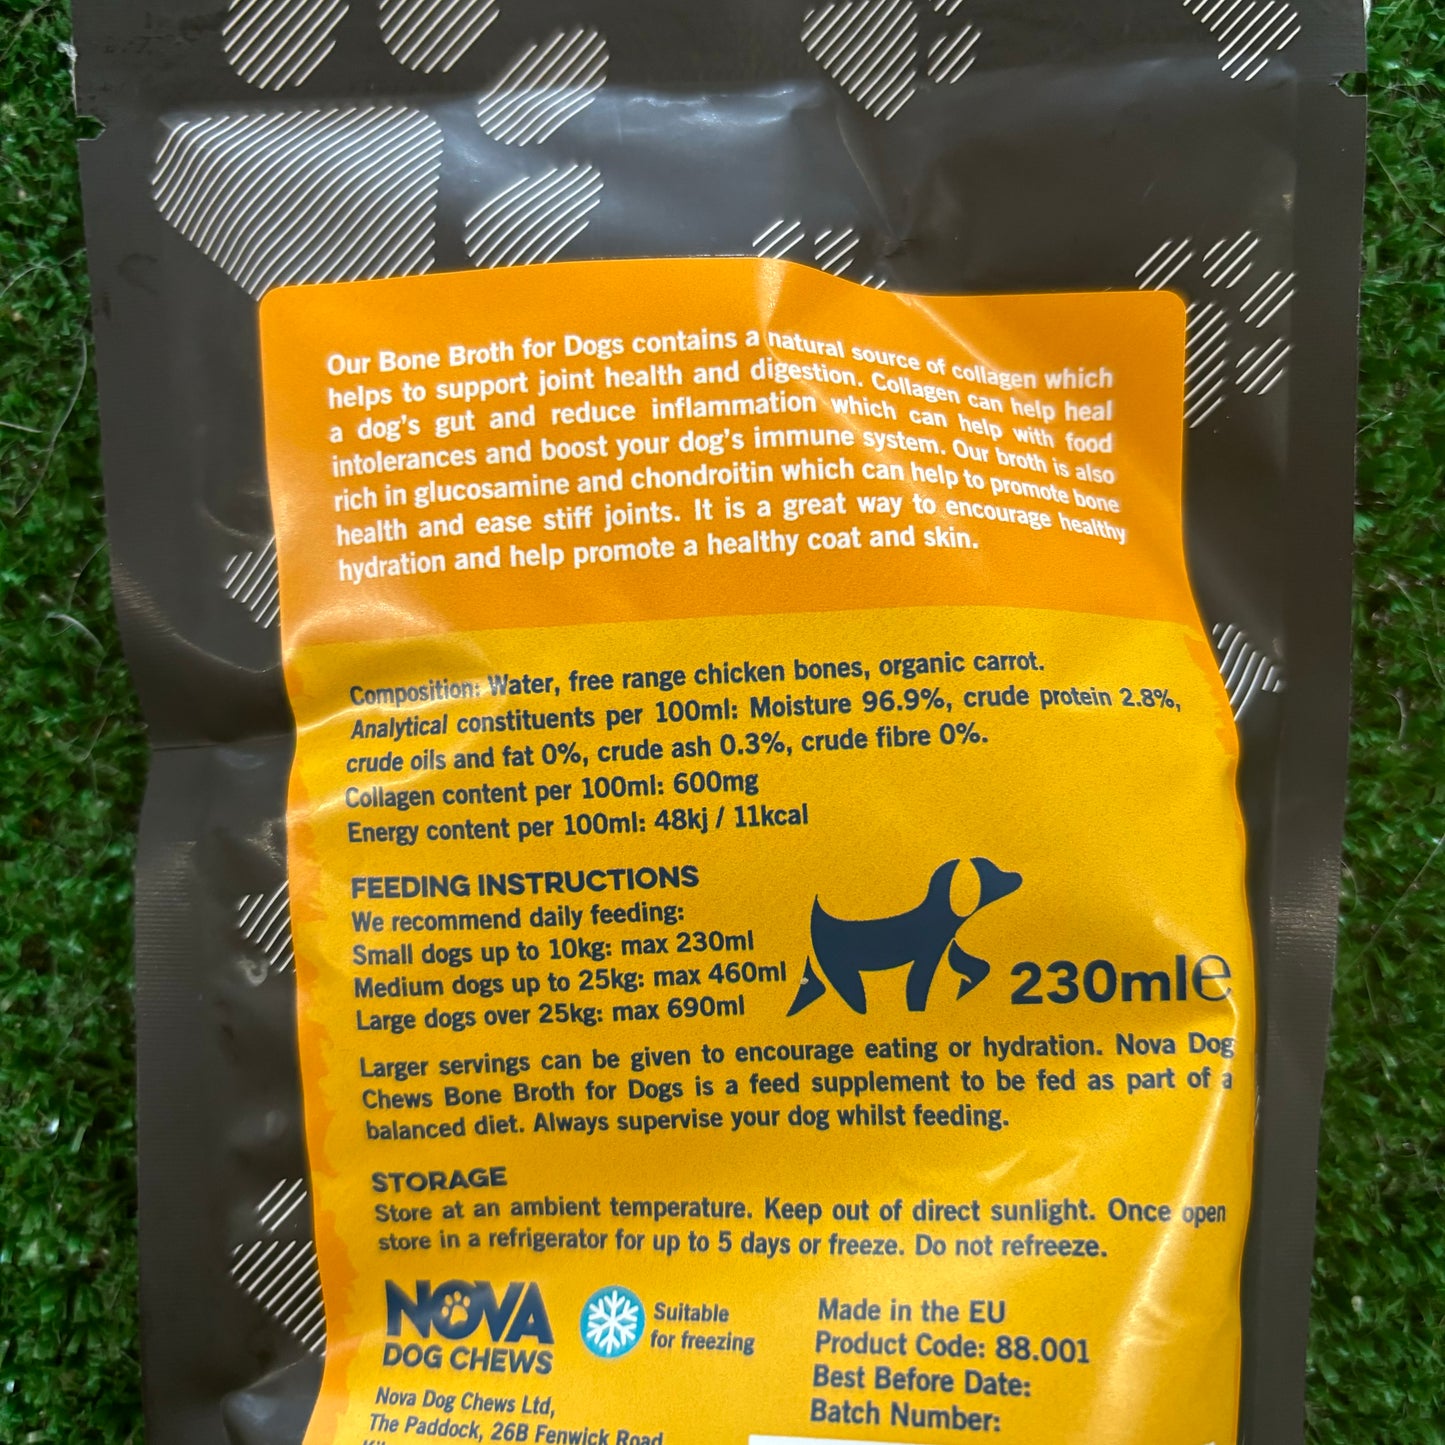 Our Bone Broth for Dogs contains a natural source of collagen which
helps to support joint health and digestion. Collagen can help heal
a dog's gut and reduce inflammation which can help with food
intolerances and boost your dog's immune system. Our broth is also
rich in glucosamine and chondroitin which can help to promote bone
health and ease stiff joints. It is a great way to encourage healthy
hydration and help promote a healthy coat and skin.
Composition: Water, free range chicken bones, organic carrot.
Analytical constituents per 100ml: Moisture 96.9%, crude protein 2.8%,
crude oils and fat 0%, crude ash 0.3%, crude fibre 0%.
Collagen content per 100ml: 600mg
Energy content per 100ml: 48kj / 11kcal
FEEDING INSTRUCTIONS
We recommend daily feeding:
Small dogs up to 10kg: max 230ml
Medium dogs up to 25kg: max 460ml
Large dogs over 25kg: max 690ml
230ml℮
Larger servings can be given to encourage eating or hydration. Nova Dog
Chews Bone Broth for Dogs is a feed supplement to be fed as part of a
balanced diet. Always supervise your dog whilst feeding.
STORAGE
Store at an ambient temperature. Keep out of direct sunlight. Once open
store in a refrigerator for up to 5 days or freeze. Do not refreeze.
NOVA
DOG CHEWS
Suitable
for freezing
Nova Dog Chews Ltd,
The Paddock, 26B Fenwick Road
Made in the EU
Product Code: 88.001
Best Before Date:
Batch Number: